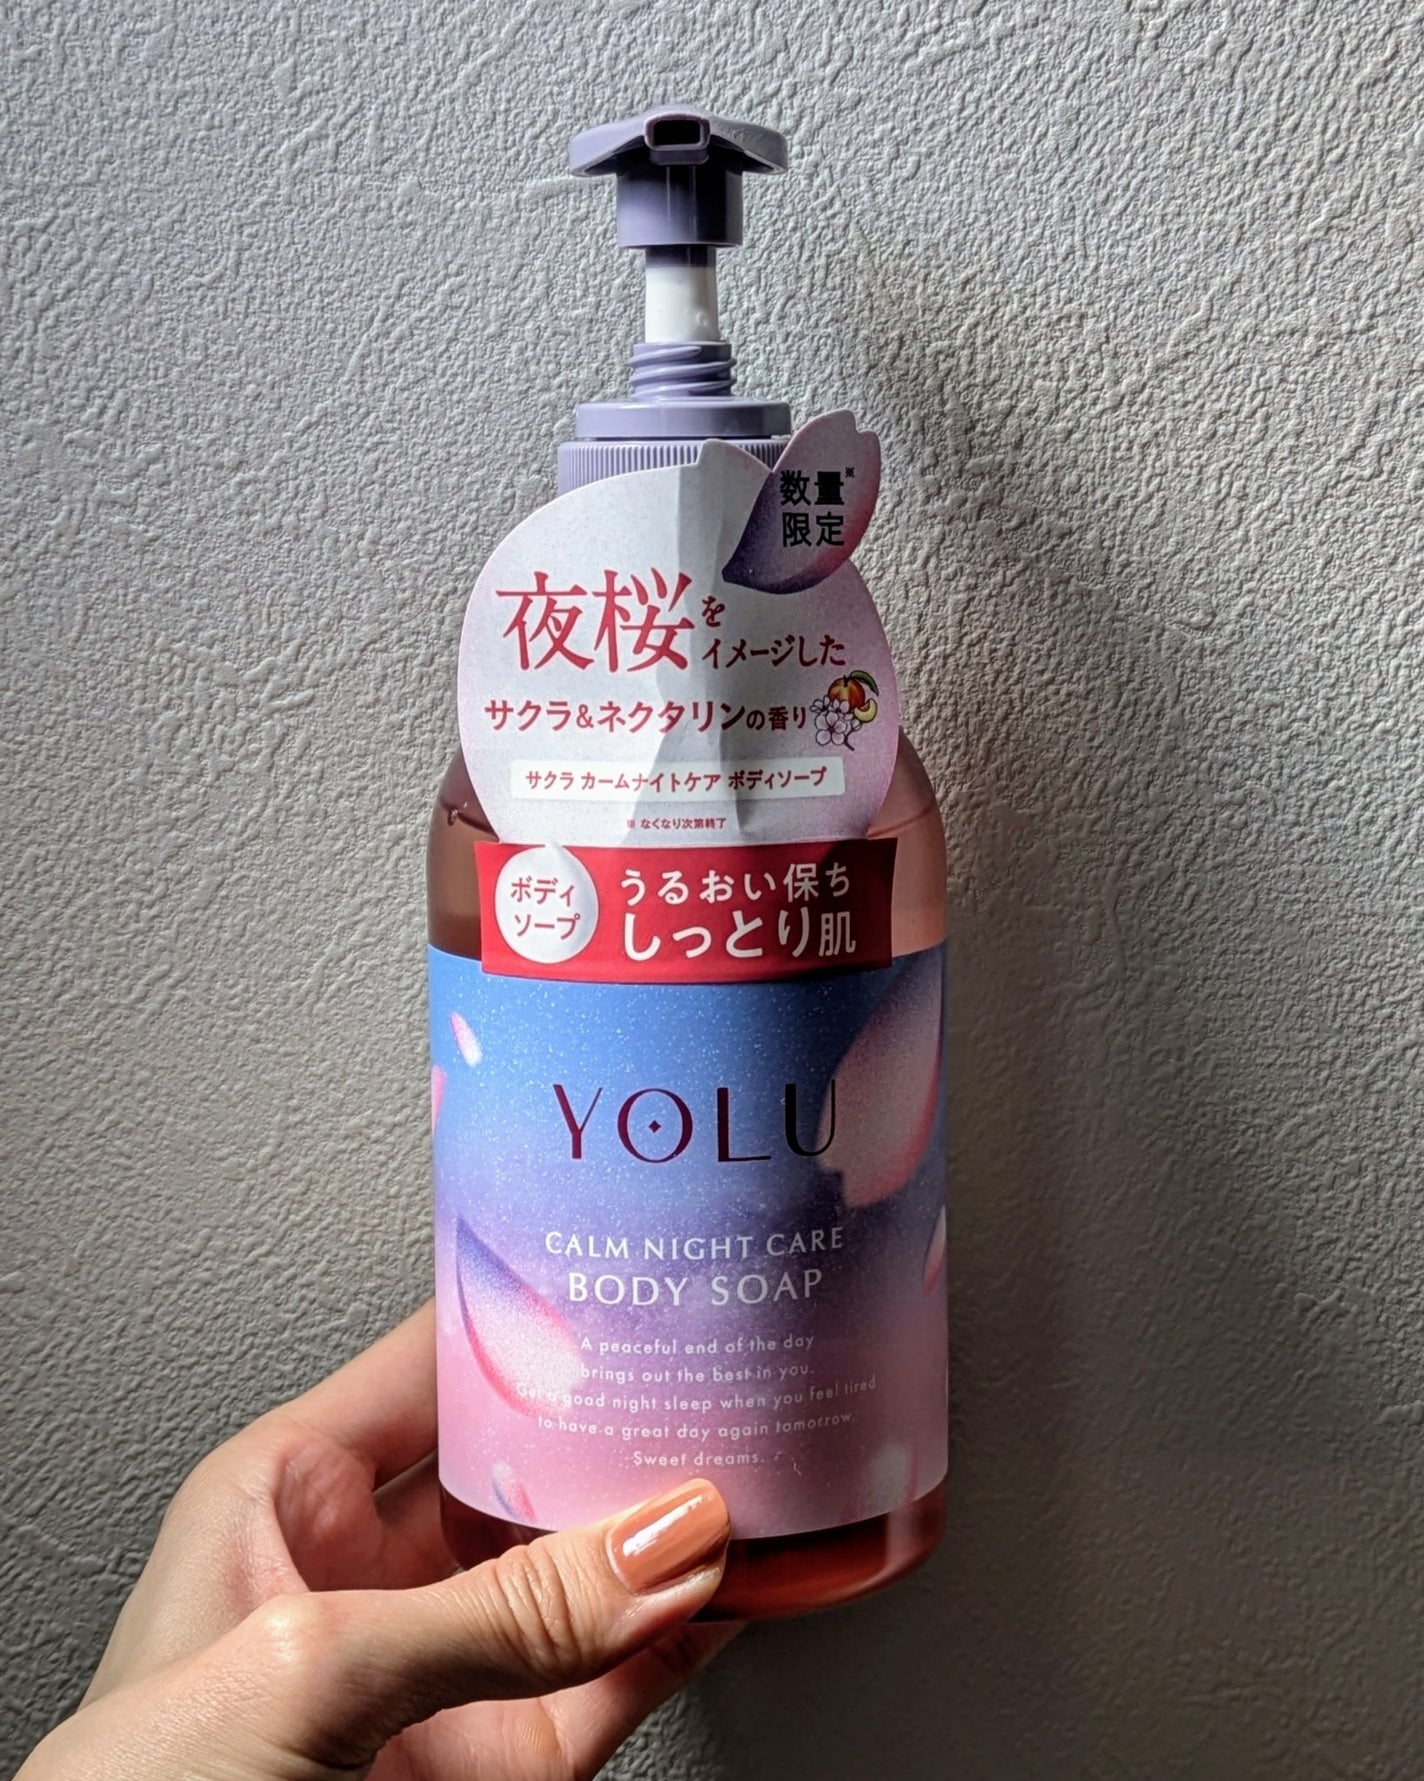 数量※
限定
夜桜を
イメージした
サクラ&ネクタリンの香り
サクラ カームナイトケア ボディソープ
※ なくなり次第終了
ボディ
ソープ
うるおい保ち
しっとり肌
YOLU
CALM NIGHT CARE
BODY SOAP
A peaceful end of the day
brings out the best in you.
Get a good night sleep when you feel tired
to have a great day again tomorrow.
Sweet dreams.